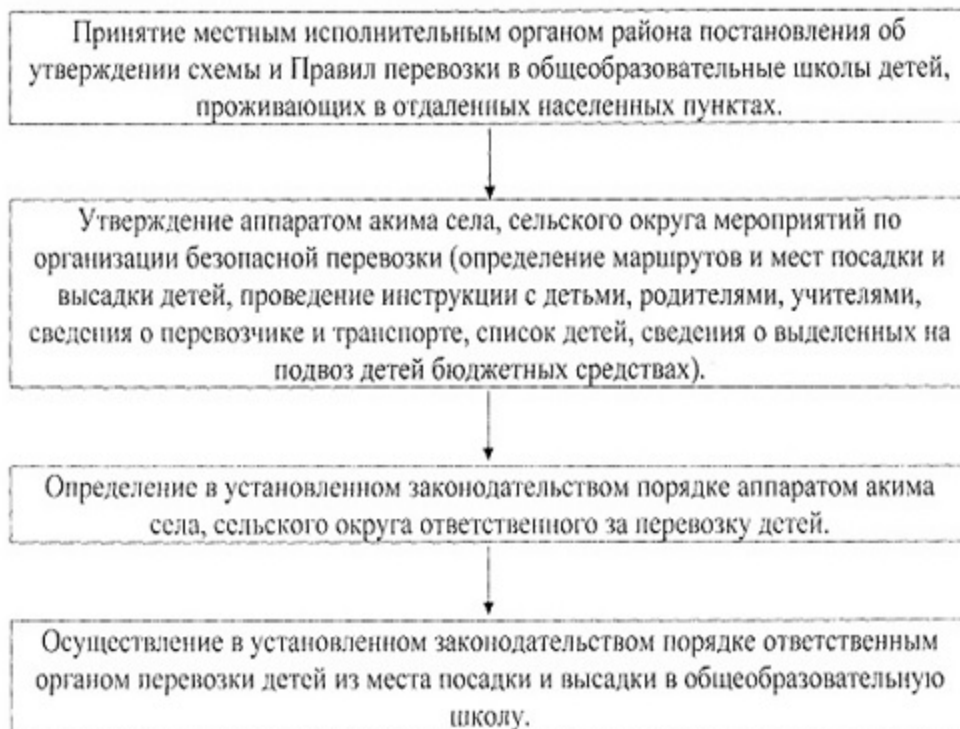 Принятие местным исполнительным органом района постановления об
утверждении схемы и Правил перевозки в общеобразовательные школы детей,
проживающих в отдаленных населенных пунктах.
Утверждение аппаратом акима села, сельского округа мероприятий по
организации безопасной перевозки (определение маршрутов и мест посадки и
высадки детей, проведение инструкции с детьми, родителями, учителями,
сведения о перевозчике и транспорте, список детей, сведения о выделенных на
подвоз детей бюджетных средствах).
Определение в установленном законодательством порядке аппаратом акима
села, сельского округа ответственного за перевозку детей.
Осуществление в установленном законодательством порядке ответственным
органом перевозки детей из места посадки и высадки в общеобразовательную
школу.